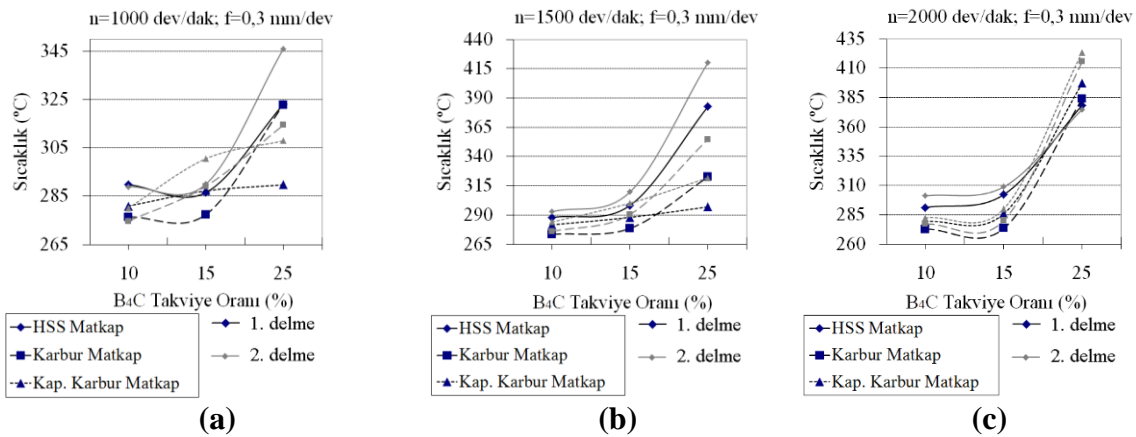 n=1000 dev/dak; f=0,3 mm/dev
Sıcaklık (ºC)
345
325
305
285
265
10 15 25
B₄C Takviye Oranı (%)
HSS Matkap
Karbur Matkap
Kap. Karbur Matkap
1. delme
2. delme
(a)
n=1500 dev/dak; f=0,3 mm/dev
Sıcaklık (ºC)
440
415
390
365
340
315
290
265
10 15 25
B₄C Takviye Oranı (%)
HSS Matkap
Karbur Matkap
Kap. Karbur Matkap
1. delme
2. delme
(b)
n=2000 dev/dak; f=0,3 mm/dev
Sıcaklık (ºC)
435
410
385
360
335
310
285
260
10 15 25
B₄C Takviye Oranı (%)
HSS Matkap
Karbur Matkap
Kap. Karbur Matkap
1. delme
2. delme
(c)